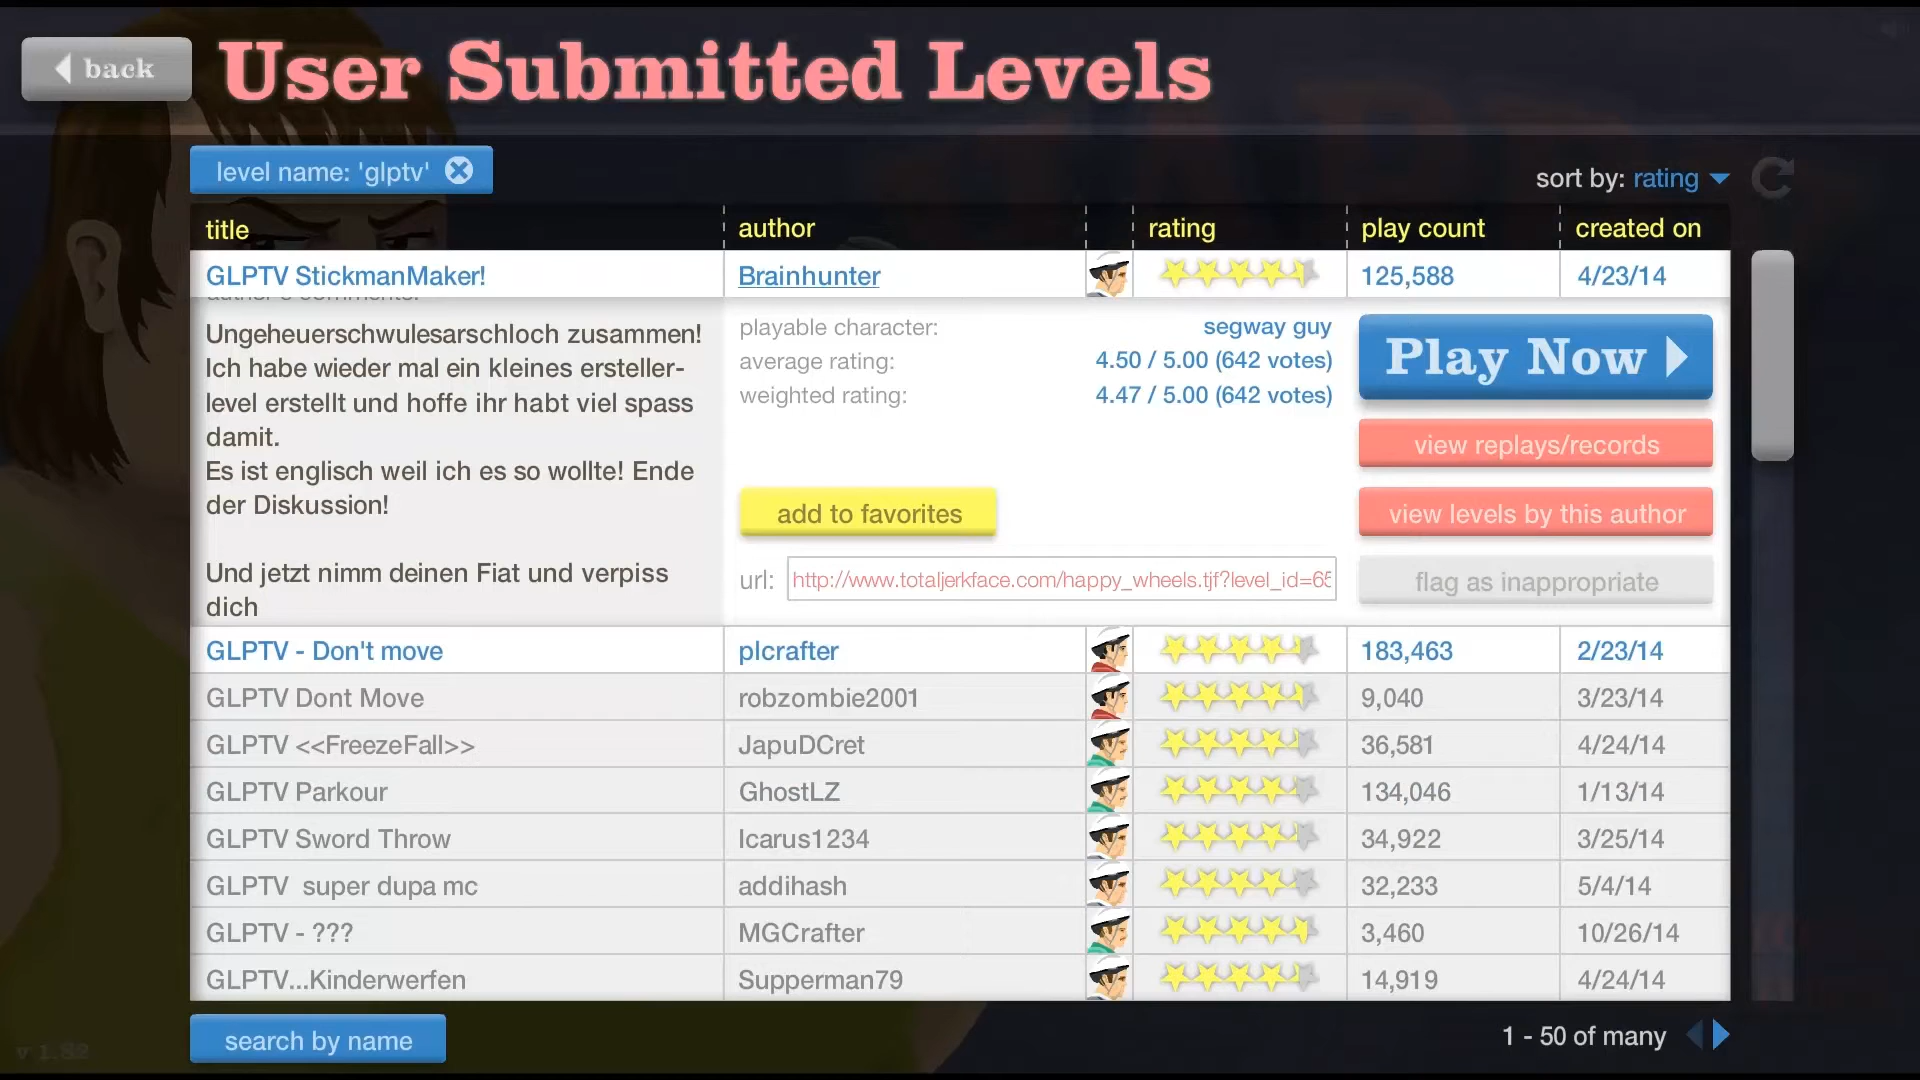 back
User Submitted Levels
level name: 'glptv'
sort by: rating
title author rating play count created on
GLPTV StickmanMaker! Brainhunter 125,588 4/23/14
author's comments:
Ungeheuerschwulesarschloch zusammen!
Ich habe wieder mal ein kleines ersteller-
level erstellt und hoffe ihr habt viel spass
damit.
Es ist englisch weil ich es so wollte! Ende
der Diskussion!
Und jetzt nimm deinen Fiat und verpiss
dich
playable character: segway guy
average rating: 4.50 / 5.00 (642 votes)
weighted rating: 4.47 / 5.00 (642 votes)
add to favorites
url: http://www.totaljerkface.com/happy_wheels.tjf?level_id=65
Play Now
view replays/records
view levels by this author
flag as inappropriate
GLPTV - Don't move plcrafter 183,463 2/23/14
GLPTV Dont Move robzombie2001 9,040 3/23/14
GLPTV <<FreezeFall>> JapuDCret 36,581 4/24/14
GLPTV Parkour GhostLZ 134,046 1/13/14
GLPTV Sword Throw Icarus1234 34,922 3/25/14
GLPTV  super dupa mc addihash 32,233 5/4/14
GLPTV - ??? MGCrafter 3,460 10/26/14
GLPTV...Kinderwerfen Supperman79 14,919 4/24/14
search by name
1 - 50 of many
v 1.82